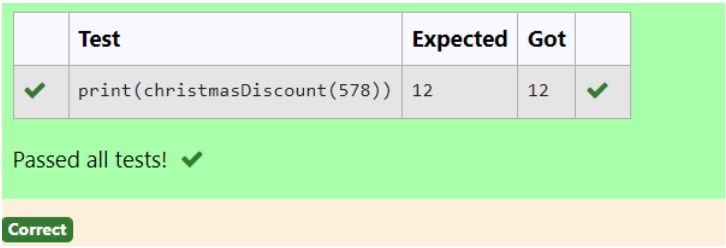 Test Expected Got
print(christmasDiscount(578)) 12 12
Passed all tests!
Correct